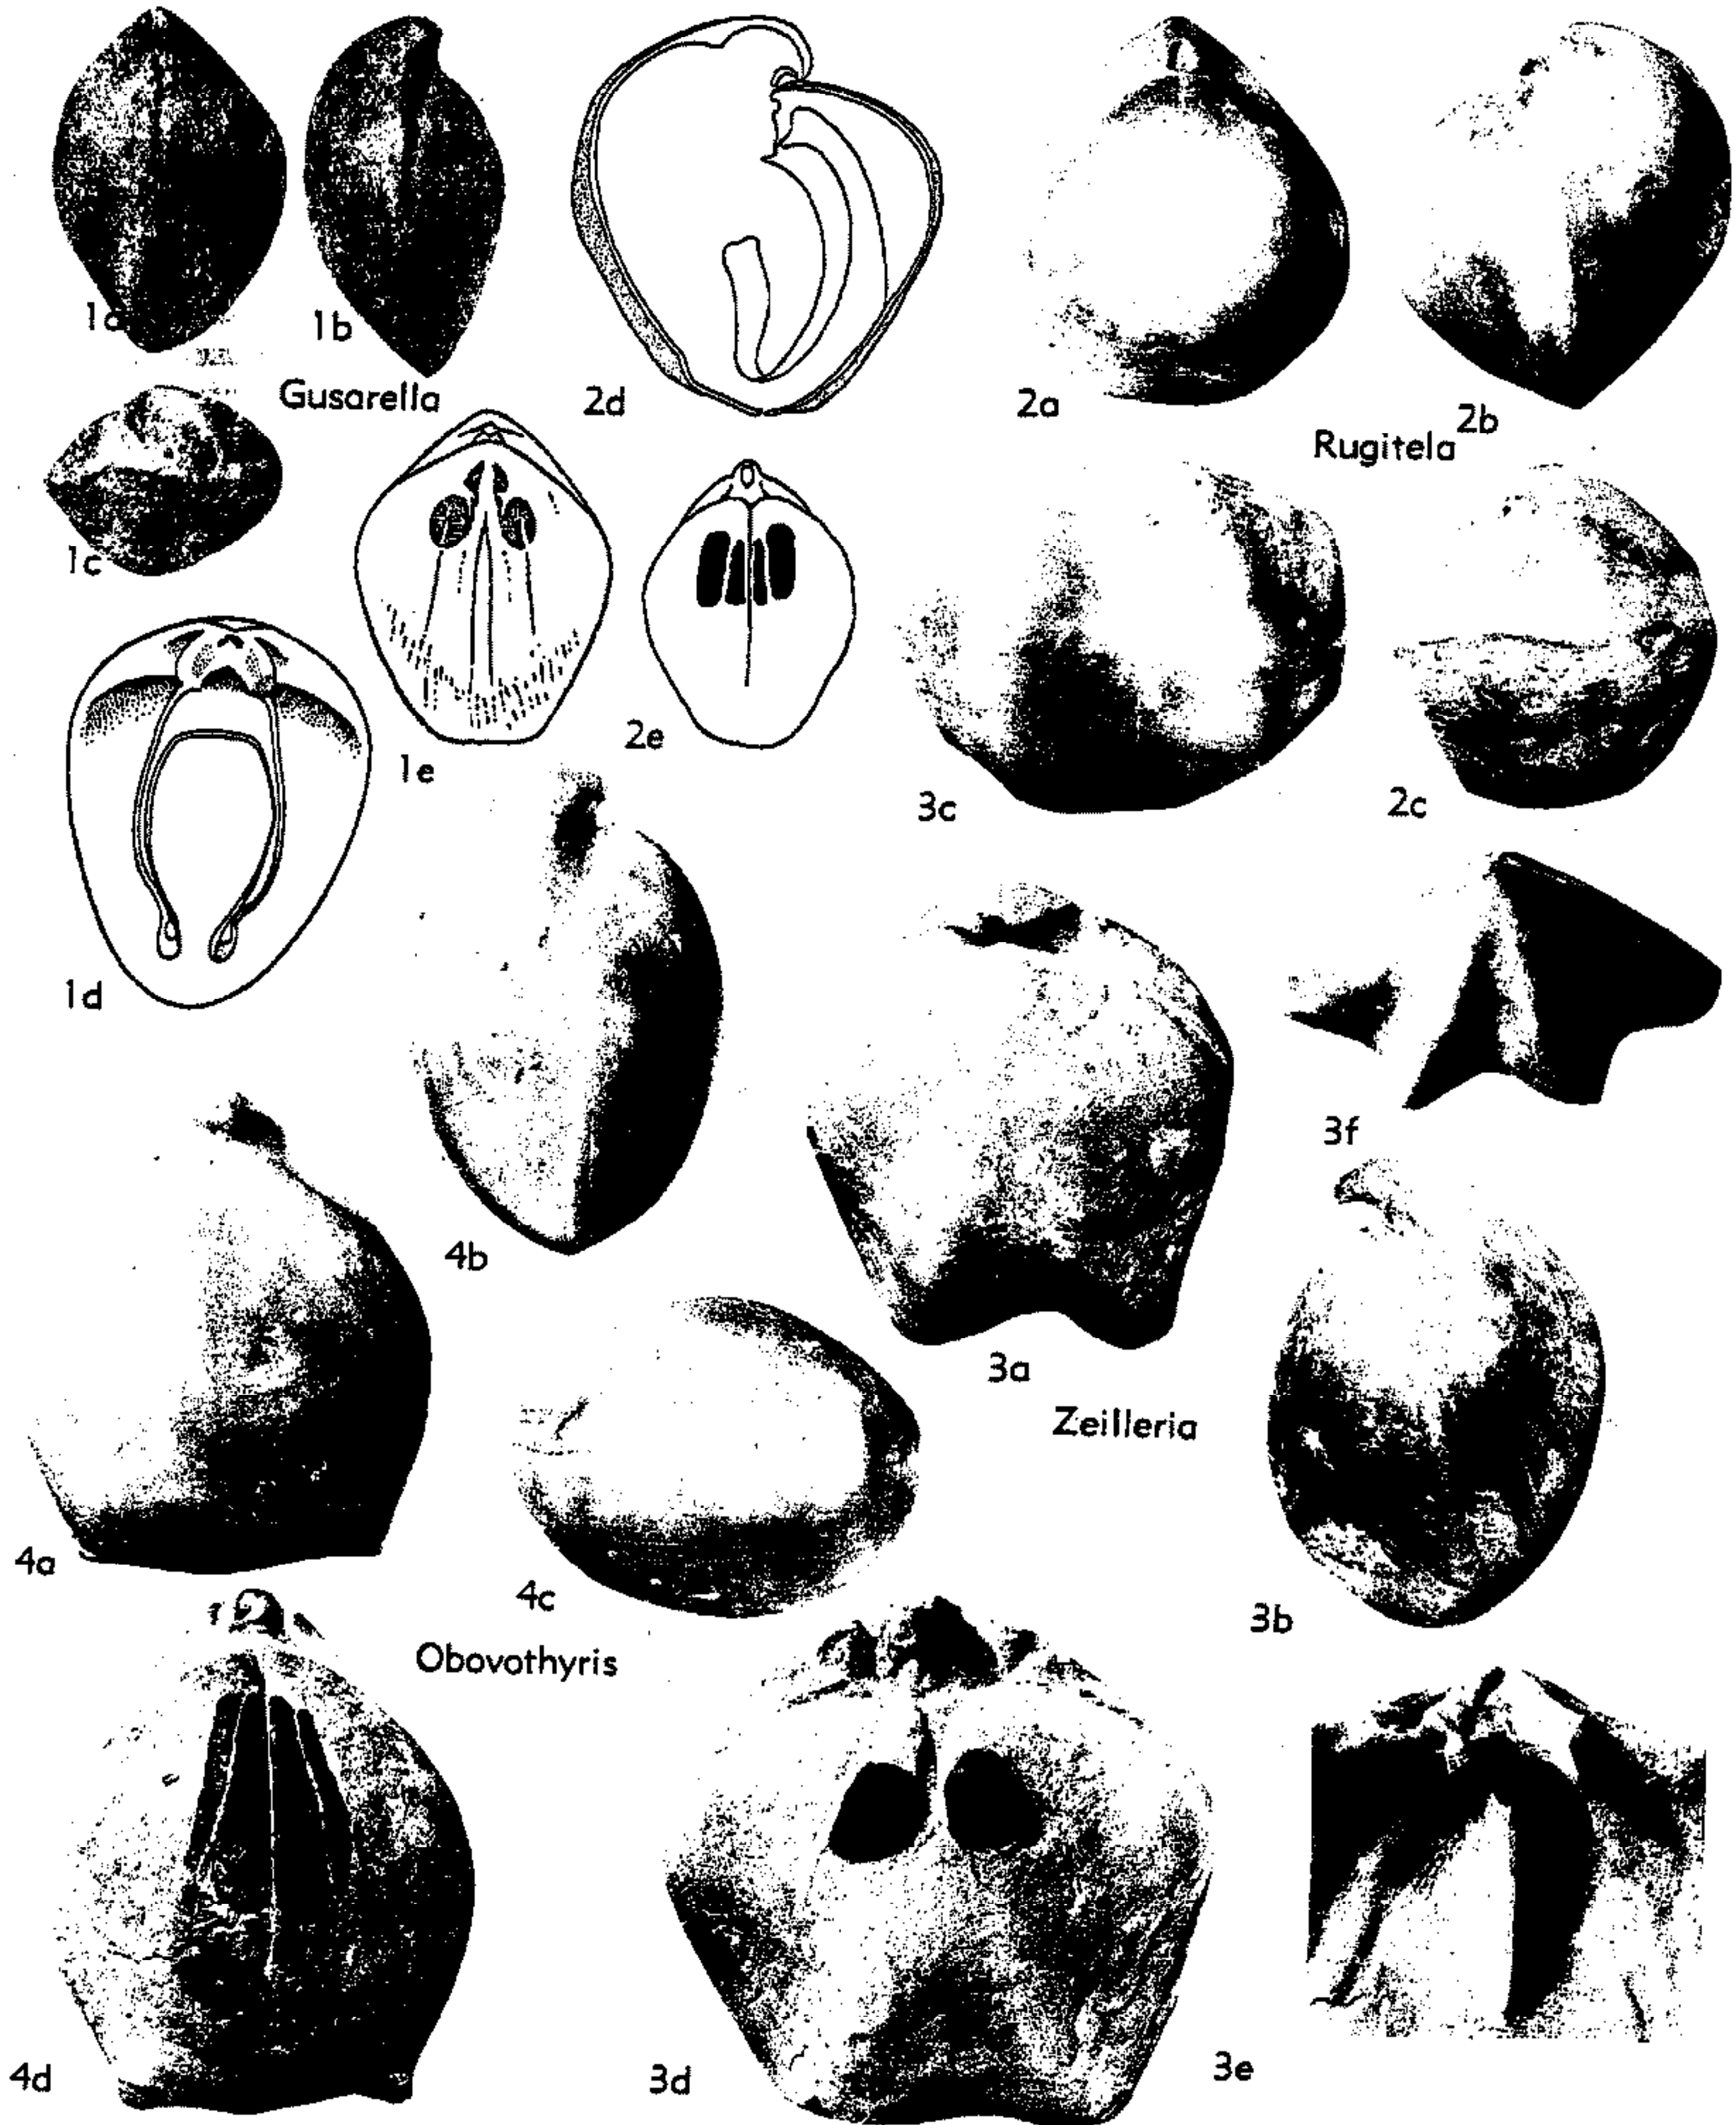 1a
1b
Gusarella
2d
2a
2b
Rugitela
1c
1e
2e
3c
2c
1d
3f
4b
3a
Zeilleria
4a
4c
3b
Obovothyris
4d
3d
3e